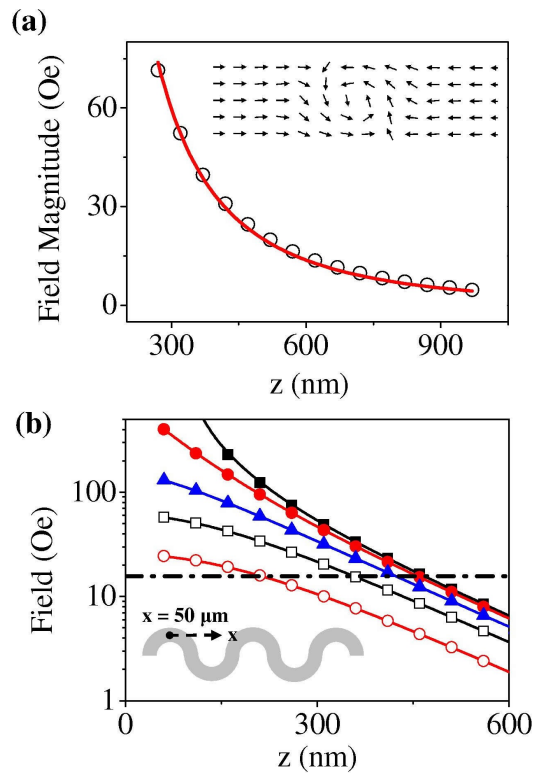 (a)
Field Magnitude (Oe)
60
30
0
300
600
900
z (nm)
(b)
Field (Oe)
100
10
1
x = 50 μm
x
0
300
600
z (nm)